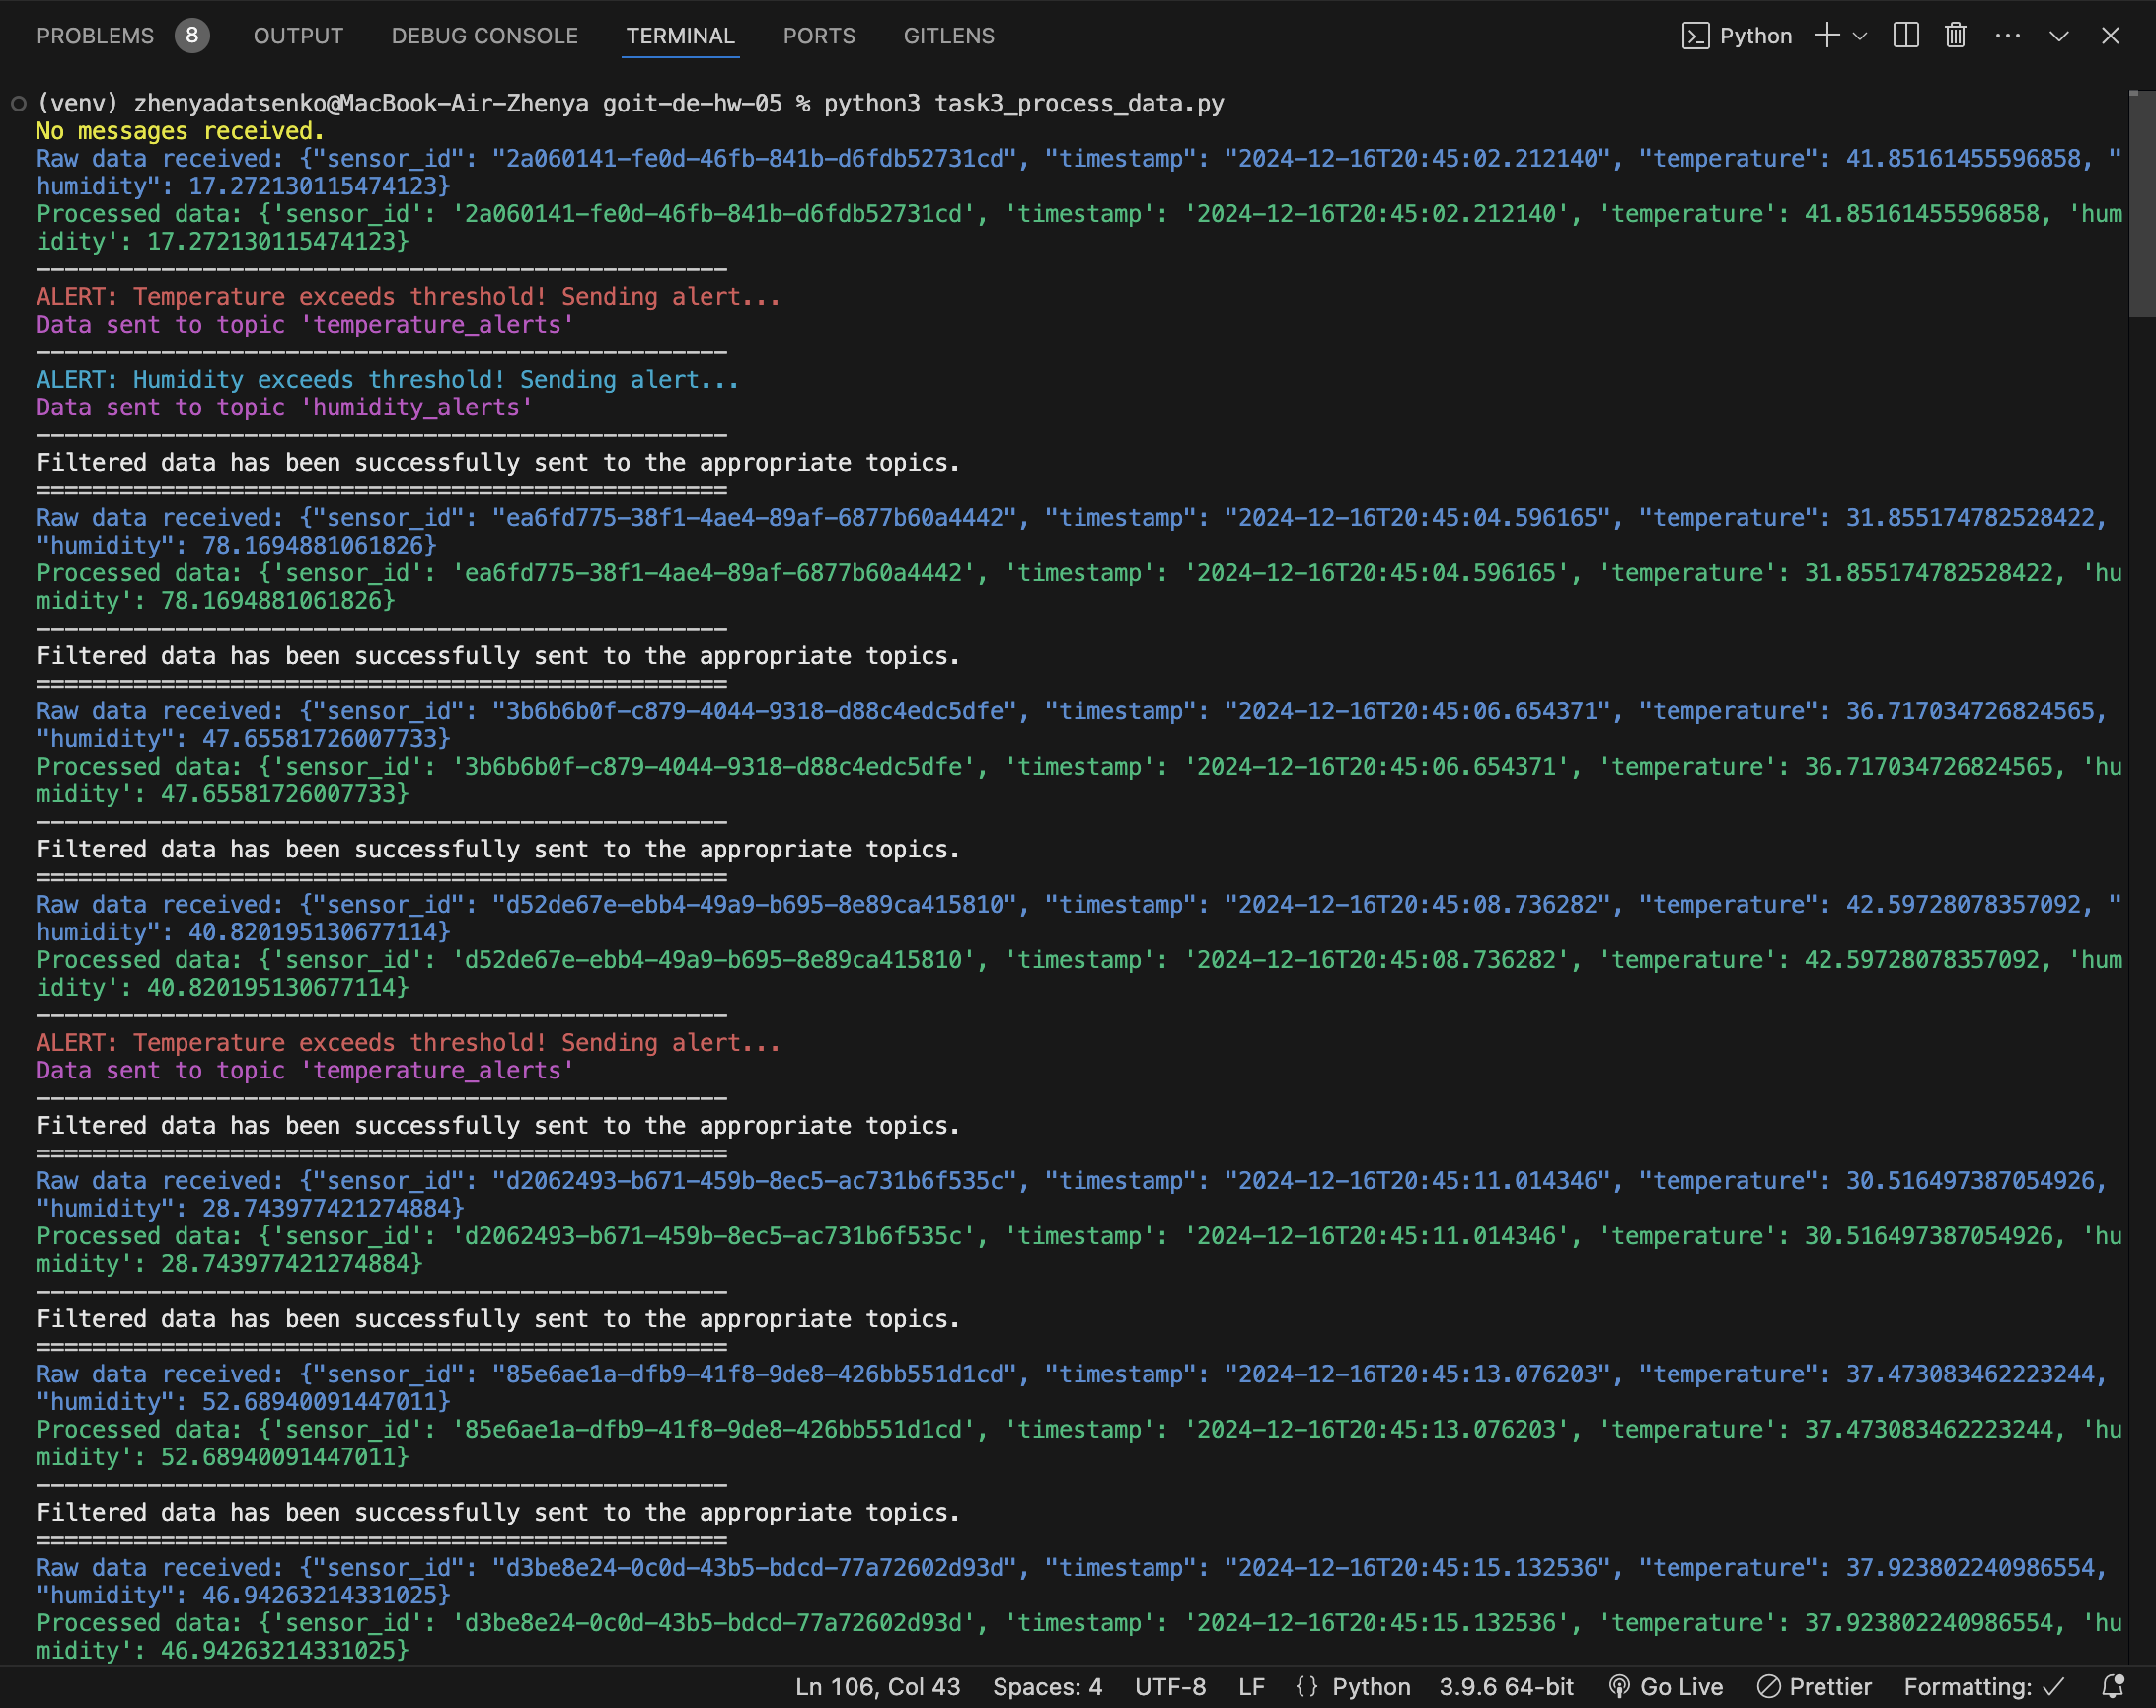 PROBLEMS 8 OUTPUT DEBUG CONSOLE TERMINAL PORTS GITLENS Python
(venv) zhenyadatsenko@MacBook-Air-Zhenya goit-de-hw-05 % python3 task3_process_data.py
No messages received.
Raw data received: {"sensor_id": "2a060141-fe0d-46fb-841b-d6fdb52731cd", "timestamp": "2024-12-16T20:45:02.212140", "temperature": 41.85161455596858, "
humidity": 17.272130115474123}
Processed data: {'sensor_id': '2a060141-fe0d-46fb-841b-d6fdb52731cd', 'timestamp': '2024-12-16T20:45:02.212140', 'temperature': 41.85161455596858, 'hum
idity': 17.272130115474123}
--------------------------------------------------
ALERT: Temperature exceeds threshold! Sending alert...
Data sent to topic 'temperature_alerts'
--------------------------------------------------
ALERT: Humidity exceeds threshold! Sending alert...
Data sent to topic 'humidity_alerts'
--------------------------------------------------
Filtered data has been successfully sent to the appropriate topics.
==================================================
Raw data received: {"sensor_id": "ea6fd775-38f1-4ae4-89af-6877b60a4442", "timestamp": "2024-12-16T20:45:04.596165", "temperature": 31.855174782528422,
"humidity": 78.1694881061826}
Processed data: {'sensor_id': 'ea6fd775-38f1-4ae4-89af-6877b60a4442', 'timestamp': '2024-12-16T20:45:04.596165', 'temperature': 31.855174782528422, 'hu
midity': 78.1694881061826}
--------------------------------------------------
Filtered data has been successfully sent to the appropriate topics.
==================================================
Raw data received: {"sensor_id": "3b6b6b0f-c879-4044-9318-d88c4edc5dfe", "timestamp": "2024-12-16T20:45:06.654371", "temperature": 36.717034726824565,
"humidity": 47.65581726007733}
Processed data: {'sensor_id': '3b6b6b0f-c879-4044-9318-d88c4edc5dfe', 'timestamp': '2024-12-16T20:45:06.654371', 'temperature': 36.717034726824565, 'hu
midity': 47.65581726007733}
--------------------------------------------------
Filtered data has been successfully sent to the appropriate topics.
==================================================
Raw data received: {"sensor_id": "d52de67e-ebb4-49a9-b695-8e89ca415810", "timestamp": "2024-12-16T20:45:08.736282", "temperature": 42.59728078357092, "
humidity": 40.820195130677114}
Processed data: {'sensor_id': 'd52de67e-ebb4-49a9-b695-8e89ca415810', 'timestamp': '2024-12-16T20:45:08.736282', 'temperature': 42.59728078357092, 'hum
idity': 40.820195130677114}
--------------------------------------------------
ALERT: Temperature exceeds threshold! Sending alert...
Data sent to topic 'temperature_alerts'
--------------------------------------------------
Filtered data has been successfully sent to the appropriate topics.
==================================================
Raw data received: {"sensor_id": "d2062493-b671-459b-8ec5-ac731b6f535c", "timestamp": "2024-12-16T20:45:11.014346", "temperature": 30.516497387054926,
"humidity": 28.743977421274884}
Processed data: {'sensor_id': 'd2062493-b671-459b-8ec5-ac731b6f535c', 'timestamp': '2024-12-16T20:45:11.014346', 'temperature': 30.516497387054926, 'hu
midity': 28.743977421274884}
--------------------------------------------------
Filtered data has been successfully sent to the appropriate topics.
==================================================
Raw data received: {"sensor_id": "85e6ae1a-dfb9-41f8-9de8-426bb551d1cd", "timestamp": "2024-12-16T20:45:13.076203", "temperature": 37.473083462223244,
"humidity": 52.68940091447011}
Processed data: {'sensor_id': '85e6ae1a-dfb9-41f8-9de8-426bb551d1cd', 'timestamp': '2024-12-16T20:45:13.076203', 'temperature': 37.473083462223244, 'hu
midity': 52.68940091447011}
--------------------------------------------------
Filtered data has been successfully sent to the appropriate topics.
==================================================
Raw data received: {"sensor_id": "d3be8e24-0c0d-43b5-bdcd-77a72602d93d", "timestamp": "2024-12-16T20:45:15.132536", "temperature": 37.923802240986554,
"humidity": 46.94263214331025}
Processed data: {'sensor_id': 'd3be8e24-0c0d-43b5-bdcd-77a72602d93d', 'timestamp': '2024-12-16T20:45:15.132536', 'temperature': 37.923802240986554, 'hu
midity': 46.94263214331025}
Ln 106, Col 43 Spaces: 4 UTF-8 LF {} Python 3.9.6 64-bit Go Live Prettier Formatting: ✓